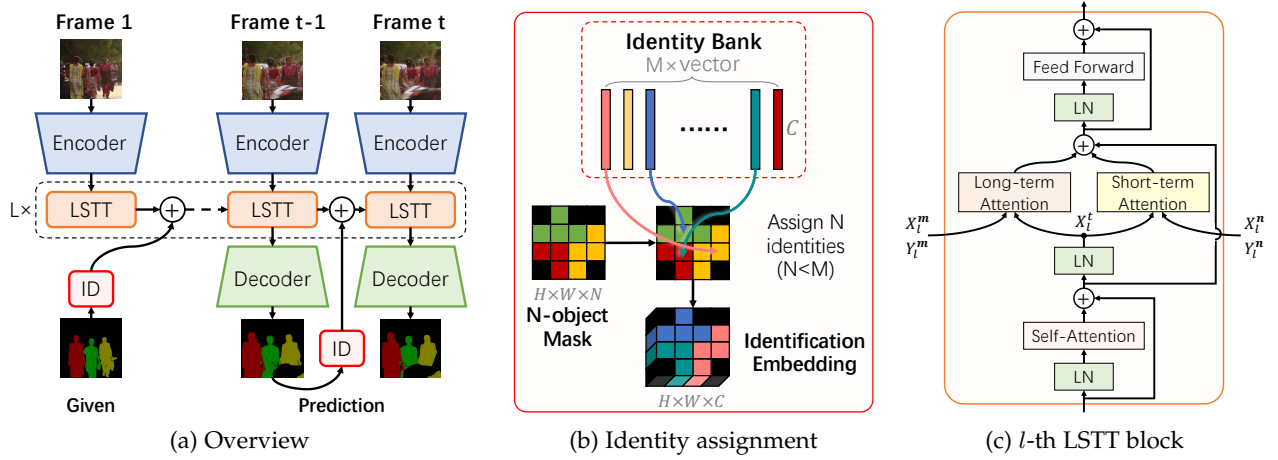 Frame 1
Frame t-1
Frame t
Encoder
Encoder
Encoder
L×
LSTT
LSTT
LSTT
ID
Decoder
Decoder
ID
Given
Prediction
(a) Overview
Identity Bank
M×vector
......
C
Assign N
identities
(N<M)
H×W×N
N-object
Mask
Identification
Embedding
H×W×C
(b) Identity assignment
Feed Forward
LN
Long-term
Attention
Short-term
Attention
X_l^m
Y_l^m
X_l^t
X_l^n
Y_l^n
LN
Self-Attention
LN
(c) l-th LSTT block